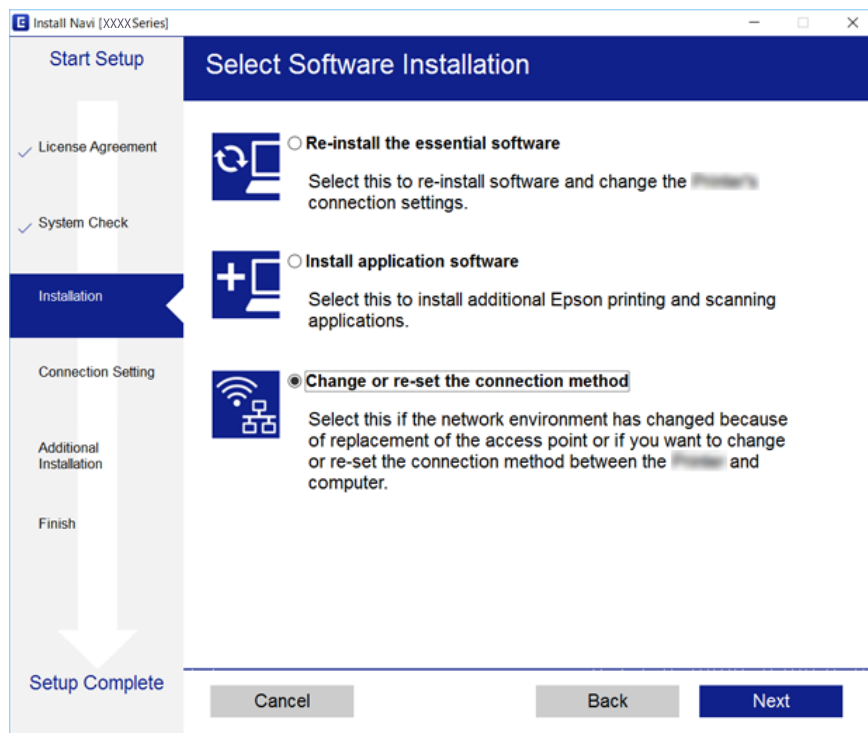 E Install Navi [XXXX Series]
Start Setup
License Agreement
System Check
Installation
Connection Setting
Additional
Installation
Finish
Setup Complete
Select Software Installation
Re-install the essential software
Select this to re-install software and change the
connection settings.
Install application software
Select this to install additional Epson printing and scanning
applications.
Change or re-set the connection method
Select this if the network environment has changed because
of replacement of the access point or if you want to change
or re-set the connection method between the and
computer.
Cancel
Back
Next